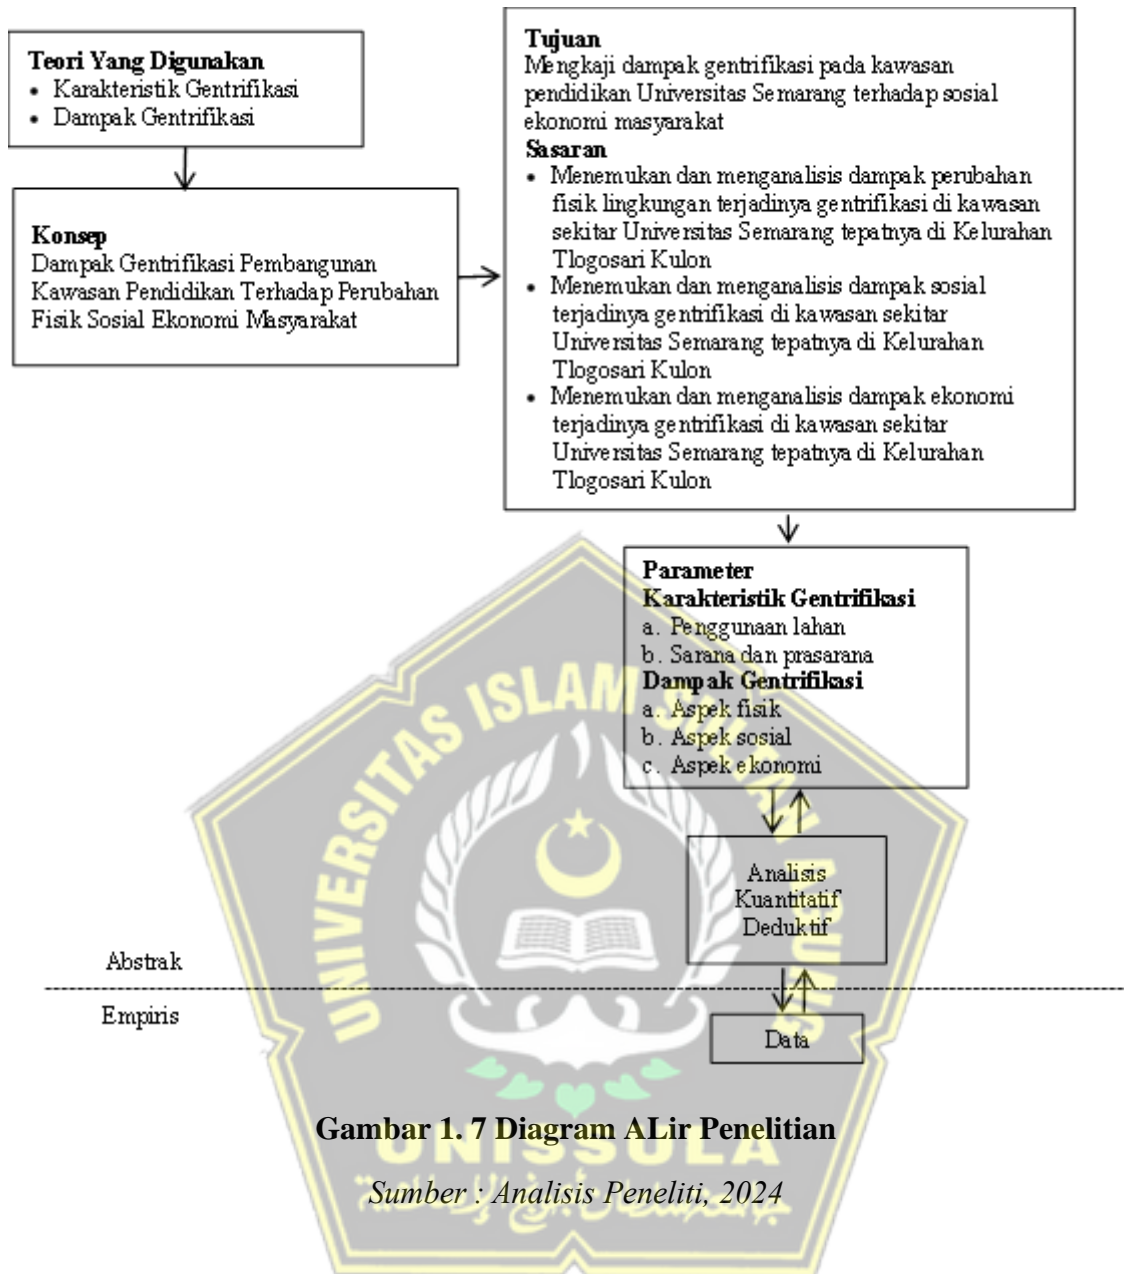 Teori Yang Digunakan
• Karakteristik Gentrifikasi
• Dampak Gentrifikasi
Konsep
Dampak Gentrifikasi Pembangunan
Kawasan Pendidikan Terhadap Perubahan
Fisik Sosial Ekonomi Masyarakat
Tujuan
Mengkaji dampak gentrifikasi pada kawasan
pendidikan Universitas Semarang terhadap sosial
ekonomi masyarakat
Sasaran
• Menemukan dan menganalisis dampak perubahan
fisik lingkungan terjadinya gentrifikasi di kawasan
sekitar Universitas Semarang tepatnya di Kelurahan
Tlogosari Kulon
• Menemukan dan menganalisis dampak sosial
terjadinya gentrifikasi di kawasan sekitar
Universitas Semarang tepatnya di Kelurahan
Tlogosari Kulon
• Menemukan dan menganalisis dampak ekonomi
terjadinya gentrifikasi di kawasan sekitar
Universitas Semarang tepatnya di Kelurahan
Tlogosari Kulon
Parameter
Karakteristik Gentrifikasi
a. Penggunaan lahan
b. Sarana dan prasarana
Dampak Gentrifikasi
a. Aspek fisik
b. Aspek sosial
c. Aspek ekonomi
Analisis
Kuantitatif
Deduktif
Abstrak
Empiris
Data
UNIVERSITAS ISLAM SULTAN AGUNG
Gambar 1. 7 Diagram ALir Penelitian
UNISSULA
Sumber : Analisis Peneliti, 2024